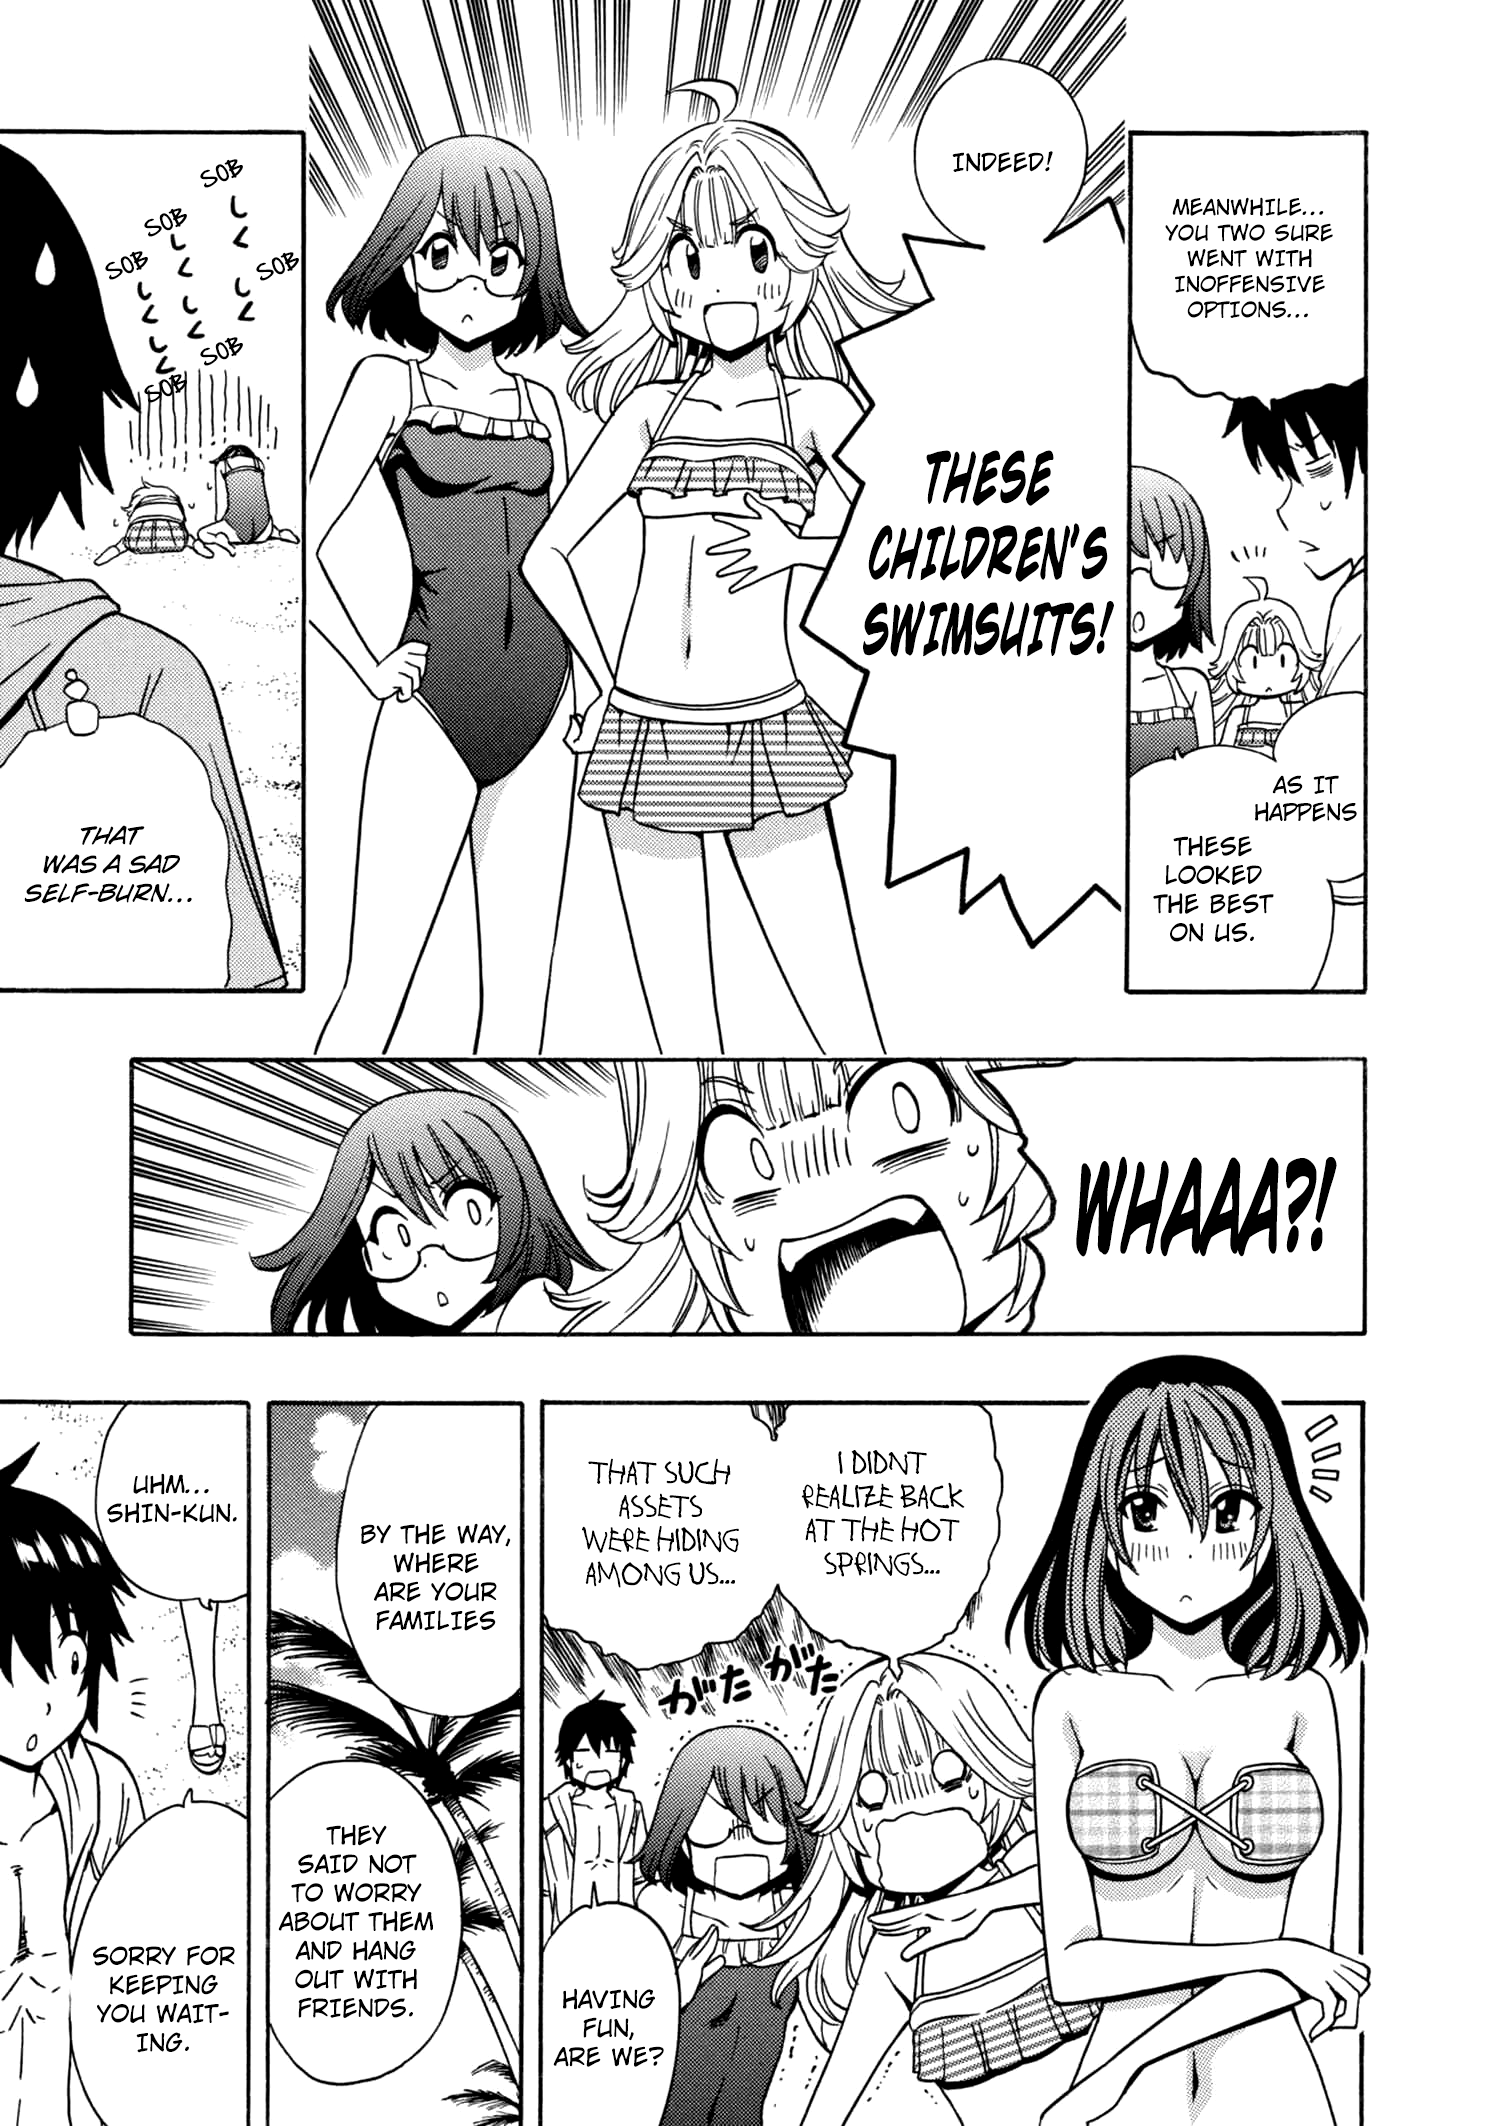 MEANWHILE...
YOU TWO SURE
WENT WITH
INOFFENSIVE
OPTIONS...
AS IT
HAPPENS
THESE
LOOKED
THE BEST
ON US.
INDEED!
THESE
CHILDREN'S
SWIMSUITS!
SOB
SOB
SOB
SOB
SOB
SOB
しく
しくしく
しくしく
しく
THAT
WAS A SAD
SELF-BURN...
WHAAA?!
I DIDNT
REALIZE BACK
AT THE HOT
SPRINGS...
THAT SUCH
ASSETS
WERE HIDING
AMONG US...
がた
がた
HAVING
FUN,
ARE WE?
BY THE WAY,
WHERE
ARE YOUR
FAMILIES
THEY
SAID NOT
TO WORRY
ABOUT THEM
AND HANG
OUT WITH
FRIENDS.
UHM...
SHIN-KUN.
SORRY FOR
KEEPING
YOU WAIT-
ING.